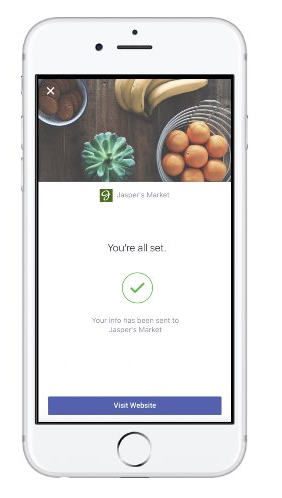 Jasper's Market
You're all set.
Your info has been sent to
Jasper's Market
Visit Website